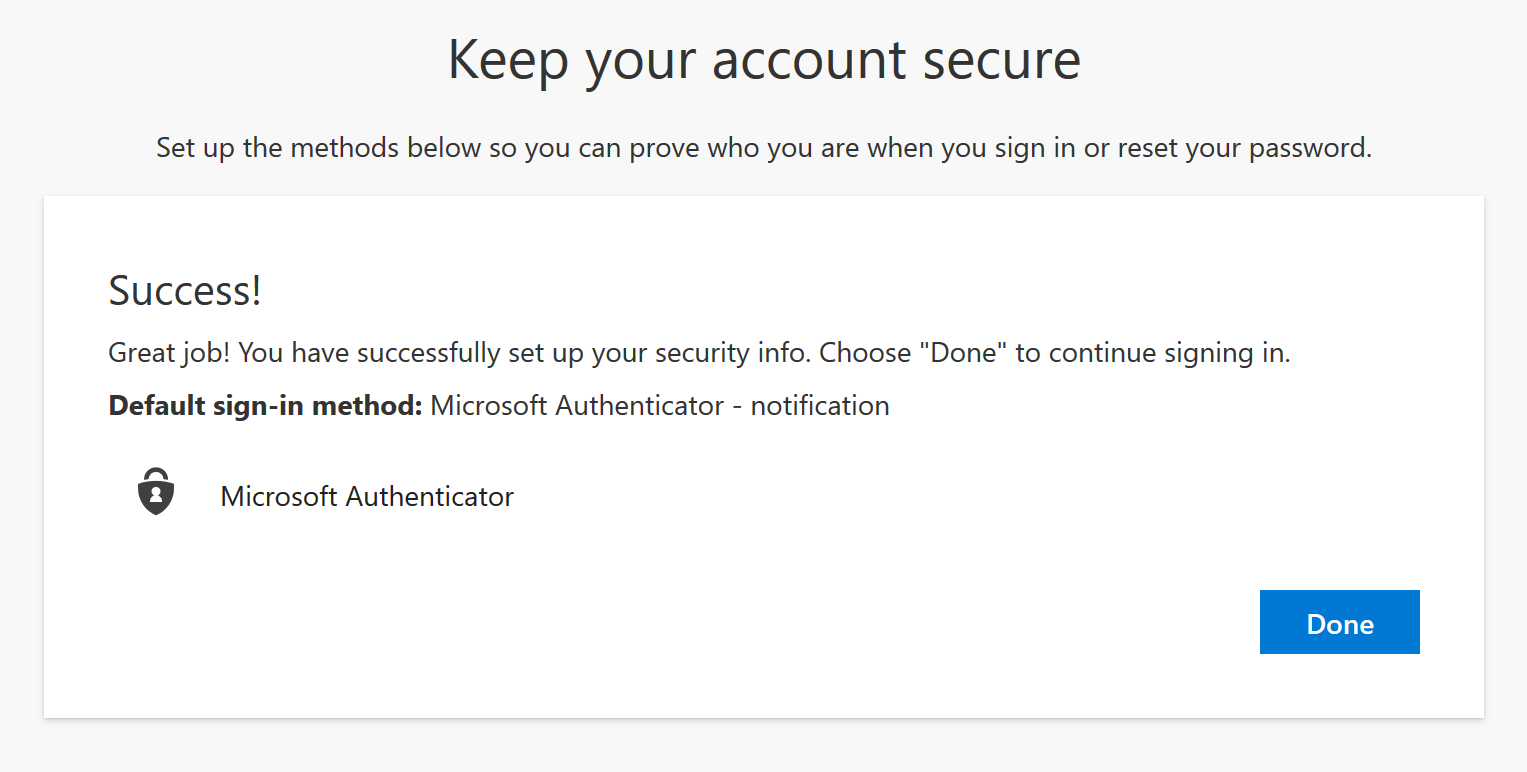 Keep your account secure
Set up the methods below so you can prove who you are when you sign in or reset your password.
Success!
Great job! You have successfully set up your security info. Choose "Done" to continue signing in.
Default sign-in method: Microsoft Authenticator - notification
Microsoft Authenticator
Done